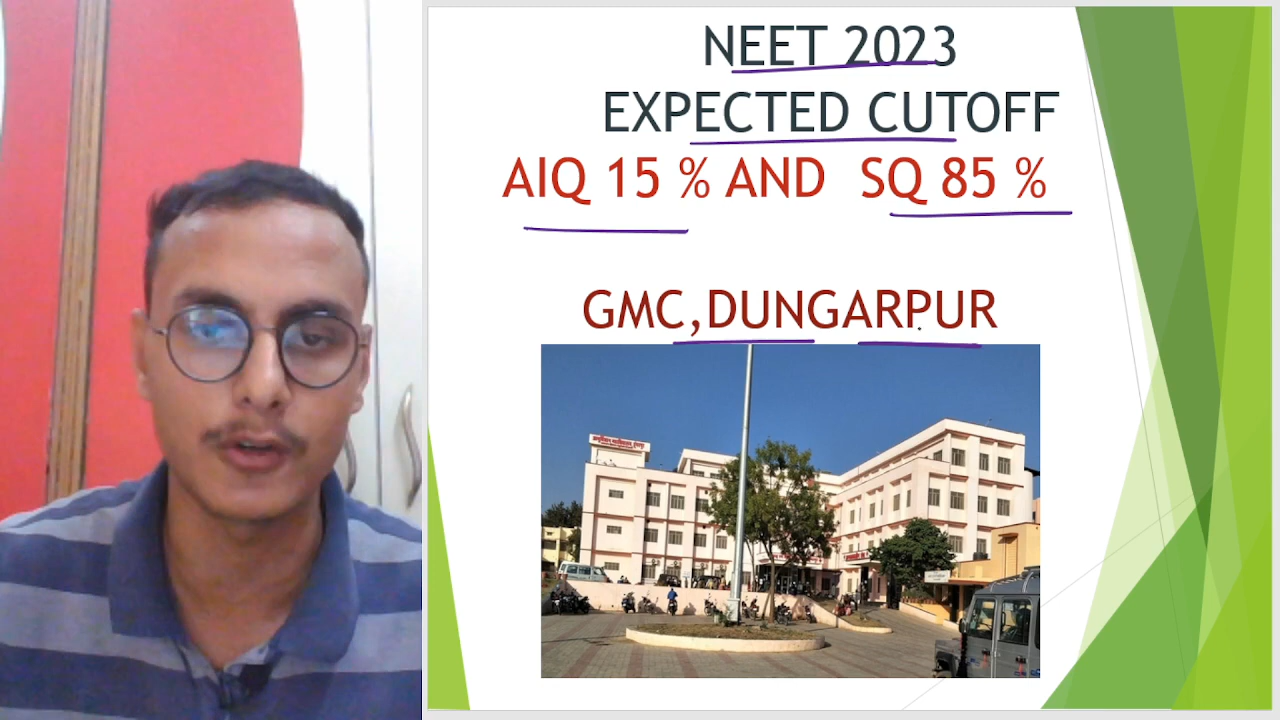 NEET 2023
EXPECTED CUTOFF
AIQ 15 % AND SQ 85 %
GMC,DUNGARPUR